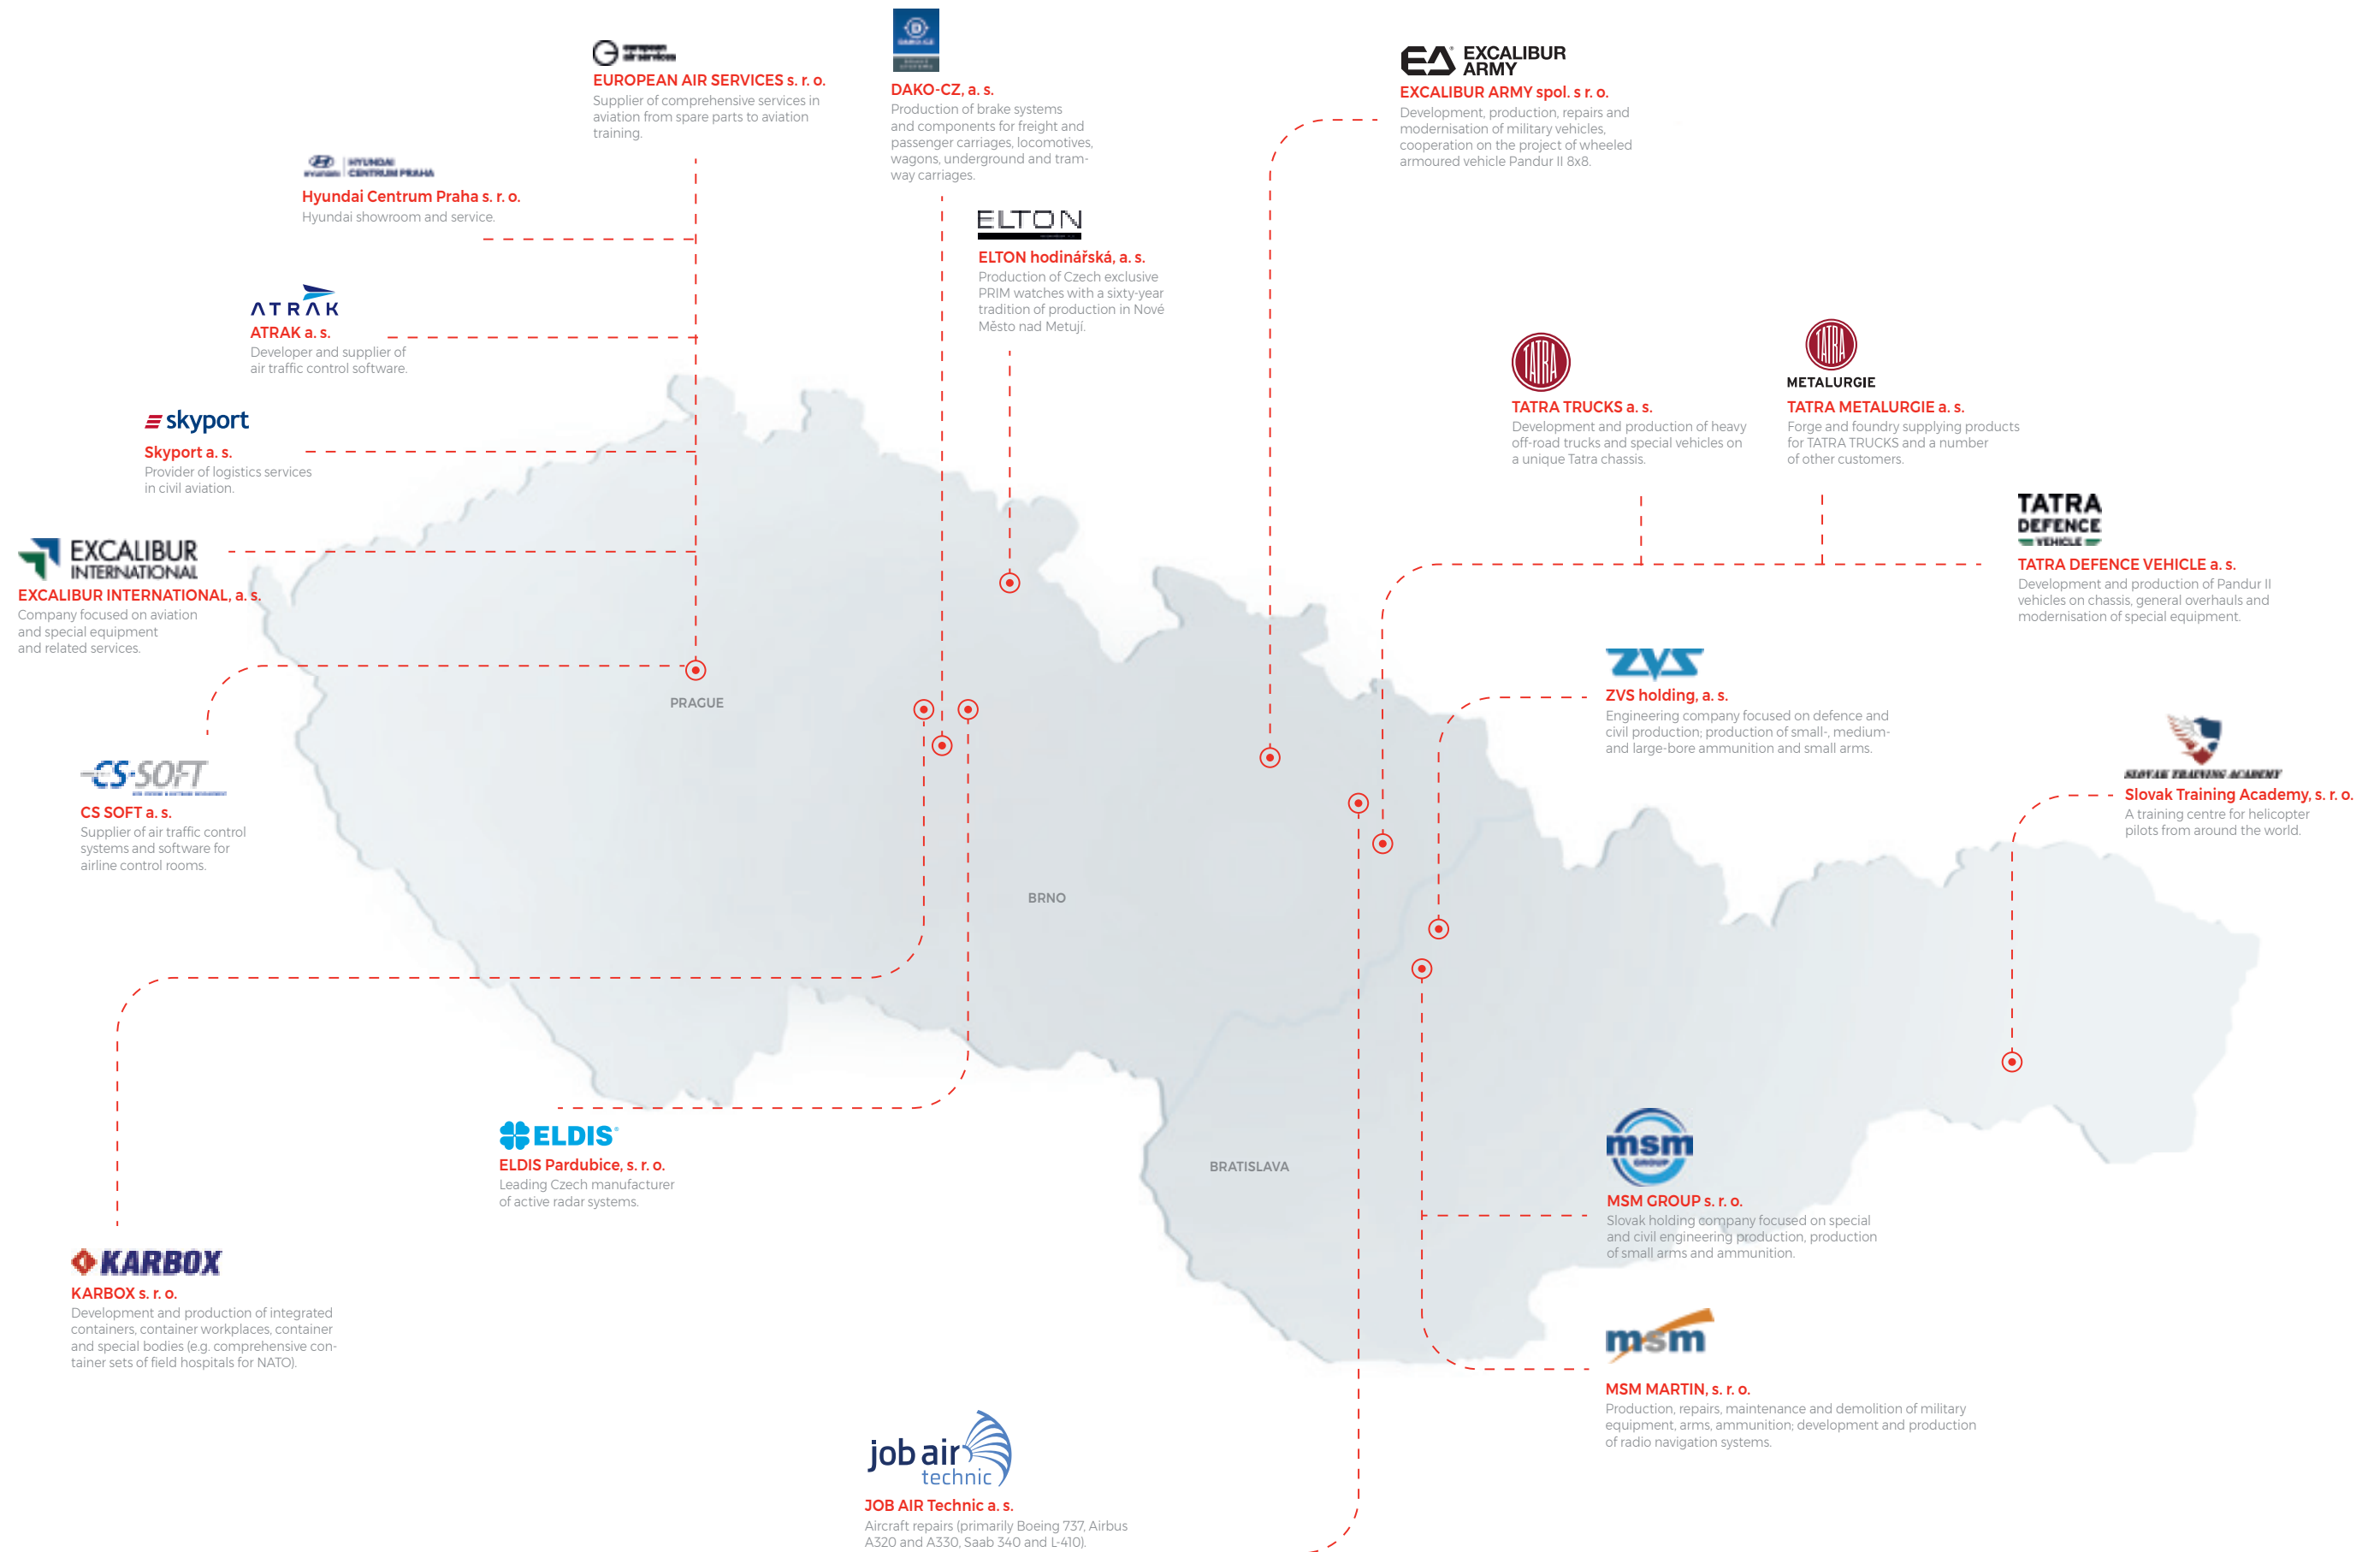 european
air services
EUROPEAN AIR SERVICES s. r. o.
Supplier of comprehensive services in
aviation from spare parts to aviation
training.
DAKO-CZ
DAKO-CZ, a. s.
Production of brake systems
and components for freight and
passenger carriages, locomotives,
wagons, underground and tram-
way carriages.
EXCALIBUR
ARMY
EXCALIBUR ARMY spol. s r. o.
Development, production, repairs and
modernisation of military vehicles,
cooperation on the project of wheeled
armoured vehicle Pandur II 8x8.
HYUNDAI
HYUNDAI
CENTRUM PRAHA
Hyundai Centrum Praha s. r. o.
Hyundai showroom and service.
ELTON
ELTON hodinářská, a. s.
Production of Czech exclusive
PRIM watches with a sixty-year
tradition of production in Nové
Město nad Metují.
ATRAK
ATRAK a. s.
Developer and supplier of
air traffic control software.
TATRA
TATRA TRUCKS a. s.
Development and production of heavy
off-road trucks and special vehicles on
a unique Tatra chassis.
TATRA
METALURGIE
TATRA METALURGIE a. s.
Forge and foundry supplying products
for TATRA TRUCKS and a number
of other customers.
skyport
Skyport a. s.
Provider of logistics services
in civil aviation.
TATRA
DEFENCE
VEHICLE
TATRA DEFENCE VEHICLE a. s.
Development and production of Pandur II
vehicles on chassis, general overhauls and
modernisation of special equipment.
EXCALIBUR
INTERNATIONAL
EXCALIBUR INTERNATIONAL, a. s.
Company focused on aviation
and special equipment
and related services.
ZVS
ZVS holding, a. s.
Engineering company focused on defence and
civil production; production of small-, medium-
and large-bore ammunition and small arms.
PRAGUE
SLOVAK TRAINING ACADEMY
Slovak Training Academy, s. r. o.
A training centre for helicopter
pilots from around the world.
CS-SOFT
CS SOFT a. s.
Supplier of air traffic control
systems and software for
airline control rooms.
BRNO
ELDIS
ELDIS Pardubice, s. r. o.
Leading Czech manufacturer
of active radar systems.
BRATISLAVA
msm
GROUP
MSM GROUP s. r. o.
Slovak holding company focused on special
and civil engineering production, production
of small arms and ammunition.
KARBOX
KARBOX s. r. o.
Development and production of integrated
containers, container workplaces, container
and special bodies (e.g. comprehensive con-
tainer sets of field hospitals for NATO).
msm
MSM MARTIN, s. r. o.
Production, repairs, maintenance and demolition of military
equipment, arms, ammunition; development and production
of radio navigation systems.
job air
technic
JOB AIR Technic a. s.
Aircraft repairs (primarily Boeing 737, Airbus
A320 and A330, Saab 340 and L-410).